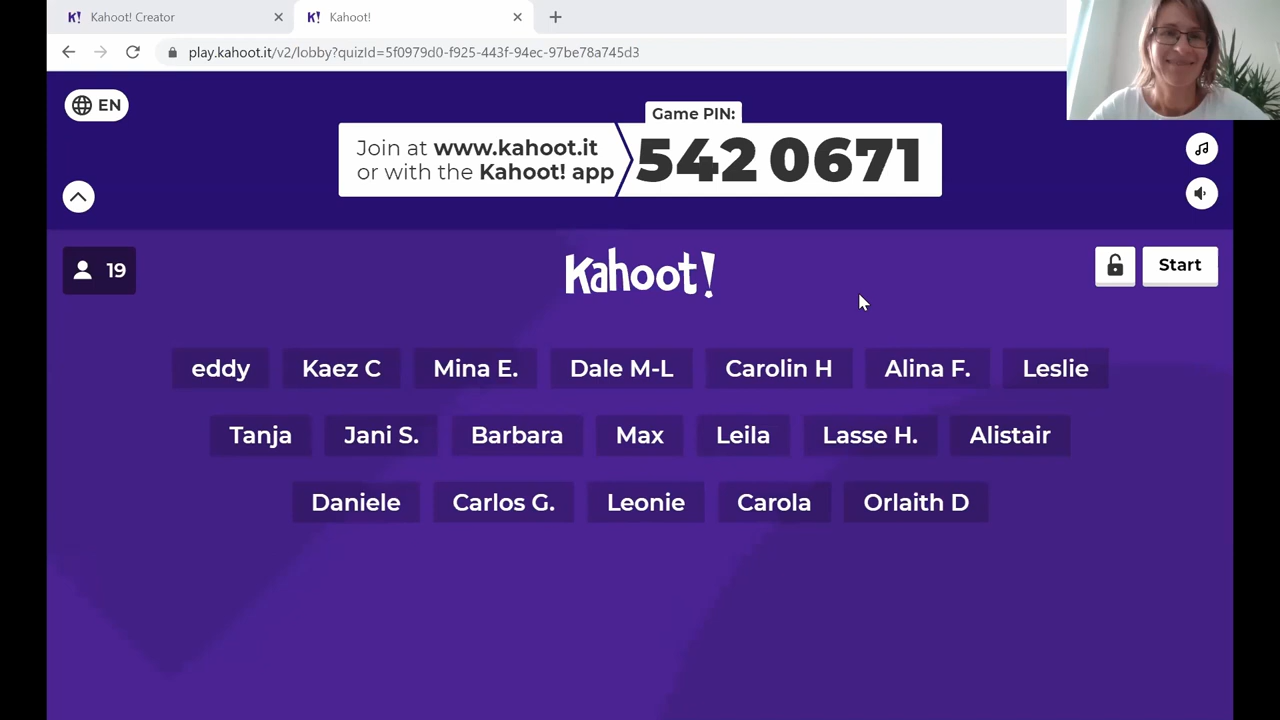 Kahoot! Creator
Kahoot!
play.kahoot.it/v2/lobby?quizId=5f0979d0-f925-443f-94ec-97be78a745d3
EN
Game PIN:
Join at www.kahoot.it
or with the Kahoot! app
542 0671
19
Kahoot!
Start
eddy Kaez C Mina E. Dale M-L Carolin H Alina F. Leslie
Tanja Jani S. Barbara Max Leila Lasse H. Alistair
Daniele Carlos G. Leonie Carola Orlaith D